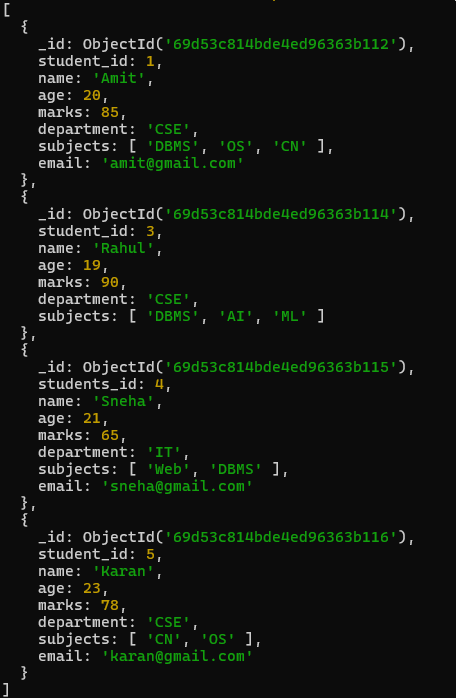 [
  {
    _id: ObjectId('69d53c814bde4ed96363b112'),
    student_id: 1,
    name: 'Amit',
    age: 20,
    marks: 85,
    department: 'CSE',
    subjects: [ 'DBMS', 'OS', 'CN' ],
    email: 'amit@gmail.com'
  },
  {
    _id: ObjectId('69d53c814bde4ed96363b114'),
    student_id: 3,
    name: 'Rahul',
    age: 19,
    marks: 90,
    department: 'CSE',
    subjects: [ 'DBMS', 'AI', 'ML' ]
  },
  {
    _id: ObjectId('69d53c814bde4ed96363b115'),
    students_id: 4,
    name: 'Sneha',
    age: 21,
    marks: 65,
    department: 'IT',
    subjects: [ 'Web', 'DBMS' ],
    email: 'sneha@gmail.com'
  },
  {
    _id: ObjectId('69d53c814bde4ed96363b116'),
    student_id: 5,
    name: 'Karan',
    age: 23,
    marks: 78,
    department: 'CSE',
    subjects: [ 'CN', 'OS' ],
    email: 'karan@gmail.com'
  }
]